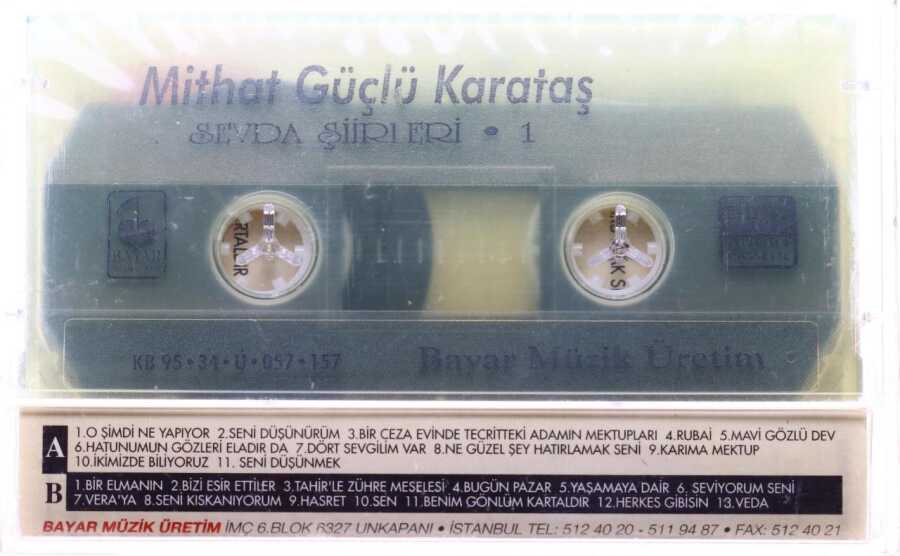 Mithat Güçlü Karataş
SEVDA ŞİİRLERİ • 1
BAYAR
KB 95•34•Ü•057•157
Bayar Müzik Üretim
A
1.O ŞİMDİ NE YAPIYOR 2.SENİ DÜŞÜNÜRÜM 3.BİR CEZA EVİNDE TECRİTTEKİ ADAMIN MEKTUPLARI 4.RUBAİ 5.MAVİ GÖZLÜ DEV
6.HATUNUMUN GÖZLERİ ELADIR DA 7.DÖRT SEVGİLİM VAR 8.NE GÜZEL ŞEY HATIRLAMAK SENİ 9.KARIMA MEKTUP
10.İKİMİZDE BİLİYORUZ 11. SENİ DÜŞÜNMEK
B
1.BİR ELMANIN 2.BİZİ ESİR ETTİLER 3.TAHİR'LE ZÜHRE MESELESİ 4.BUGÜN PAZAR 5.YAŞAMAYA DAİR 6. SEVİYORUM SENİ
7.VERA'YA 8.SENİ KISKANIYORUM 9.HASRET 10.SEN 11.BENİM GÖNLÜM KARTALDIR 12.HERKES GİBİSİN 13.VEDA
BAYAR MÜZİK ÜRETİM İMÇ 6.BLOK 6327 UNKAPANI • İSTANBUL TEL: 512 40 20 - 511 94 87 • FAX: 512 40 21